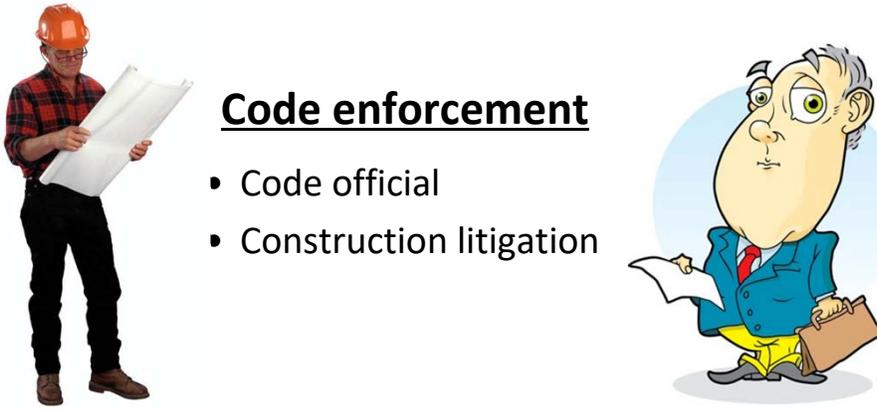 Code enforcement
• Code official
• Construction litigation